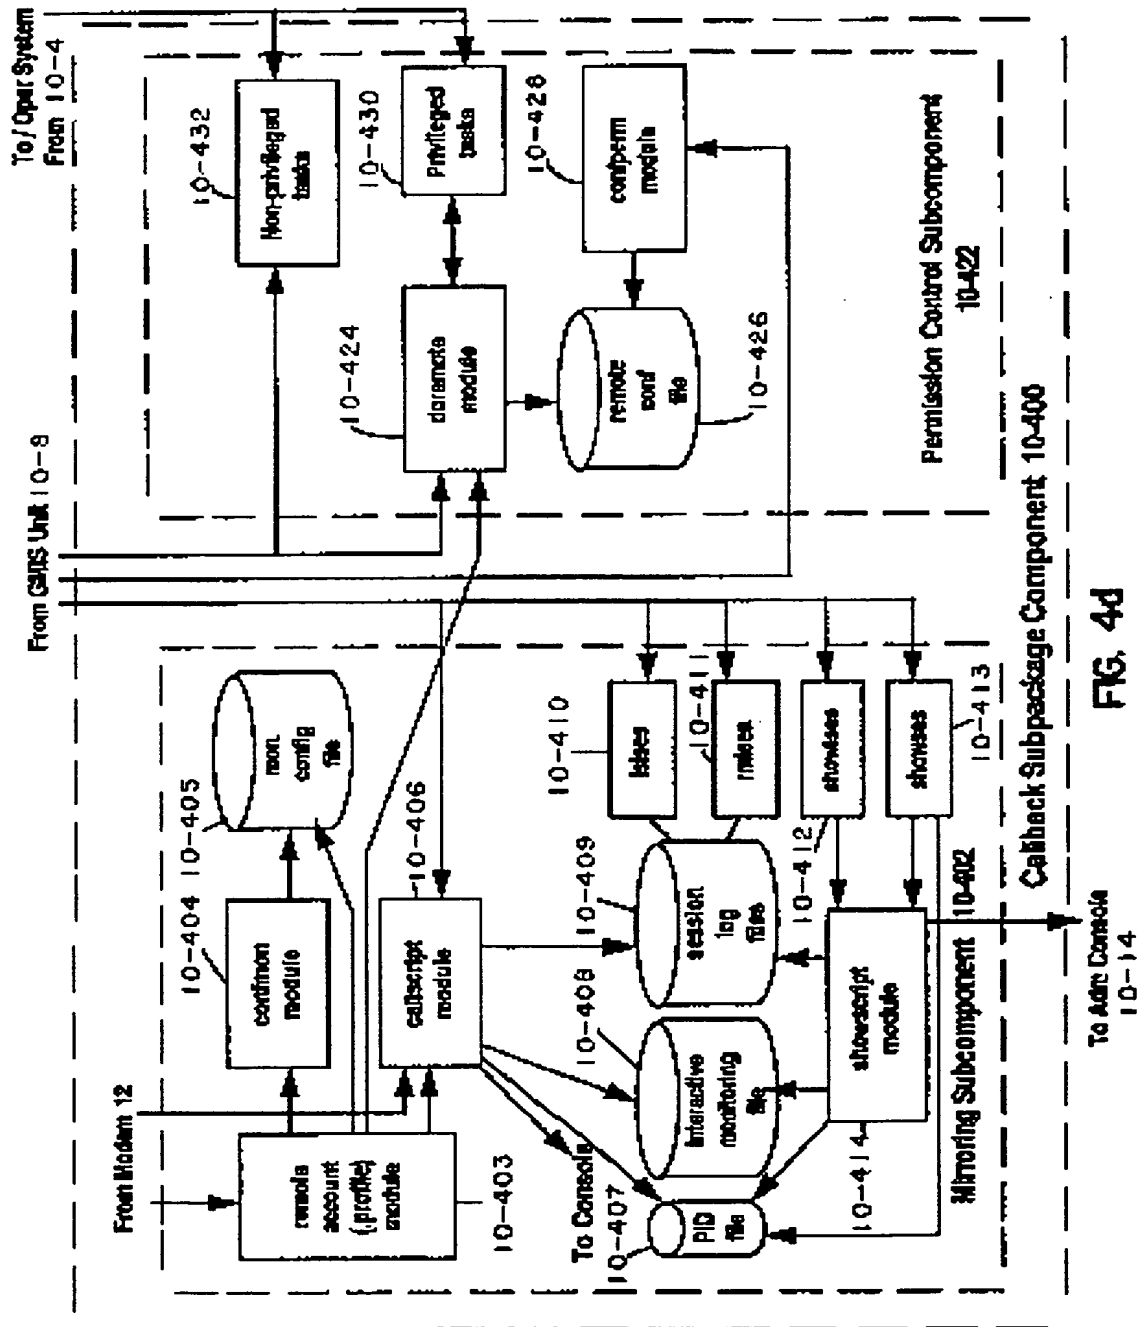 From Modem 12
From GMDS Unit 10-8
To / Oper System
From 10-4
remote
account
(.profile)
module
10-403
confmon
module
10-404
mon.
config
file
10-405
callscript
module
10-406
To Console
PID
file
10-407
interactive
monitoring
file
10-408
session
log
files
10-409
10-410
10-411
10-412
showses
10-413
showscript
module
10-414
Mirroring Subcomponent 10-402
doremote
module
10-424
remote
conf
file
10-426
confperm
module
10-428
Privileged
tasks
10-430
Non-privileged
tasks
10-432
Permission Control Subcomponent
10-422
Callback Subpackage Component 10-400
To Adm Console
10-14
FIG. 4d